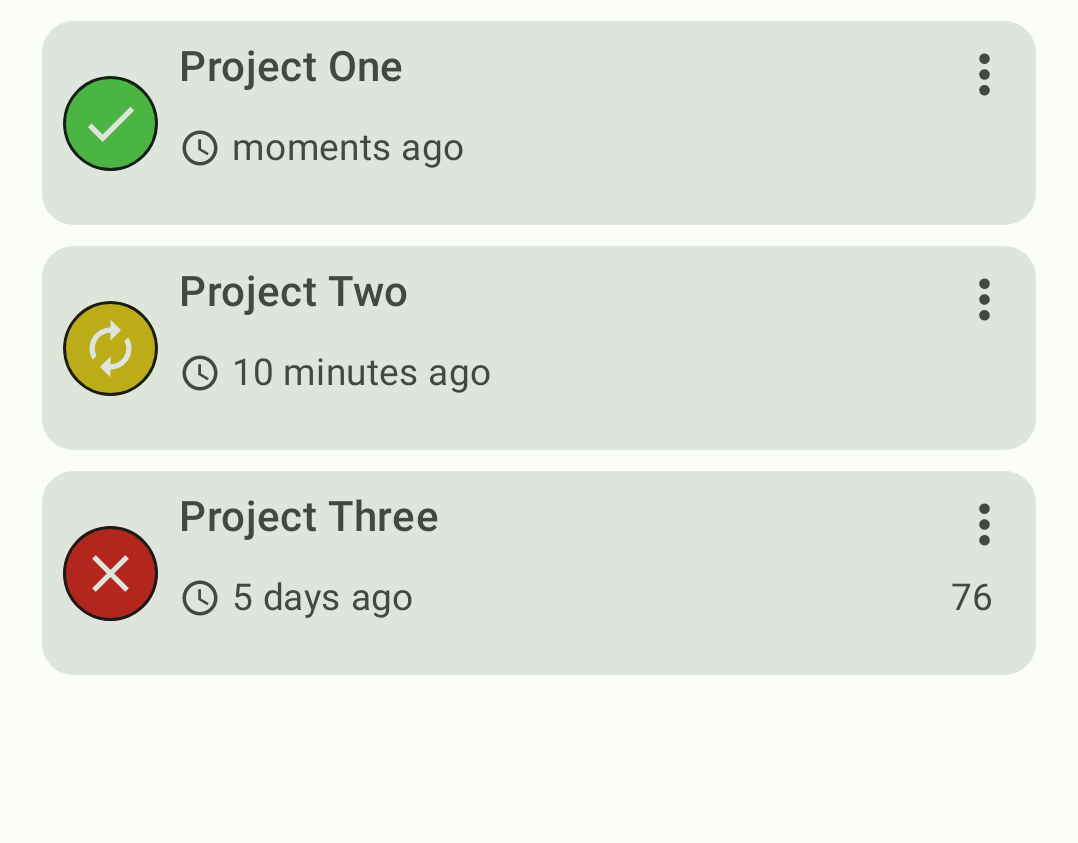 Project One
moments ago
Project Two
10 minutes ago
Project Three
5 days ago
76